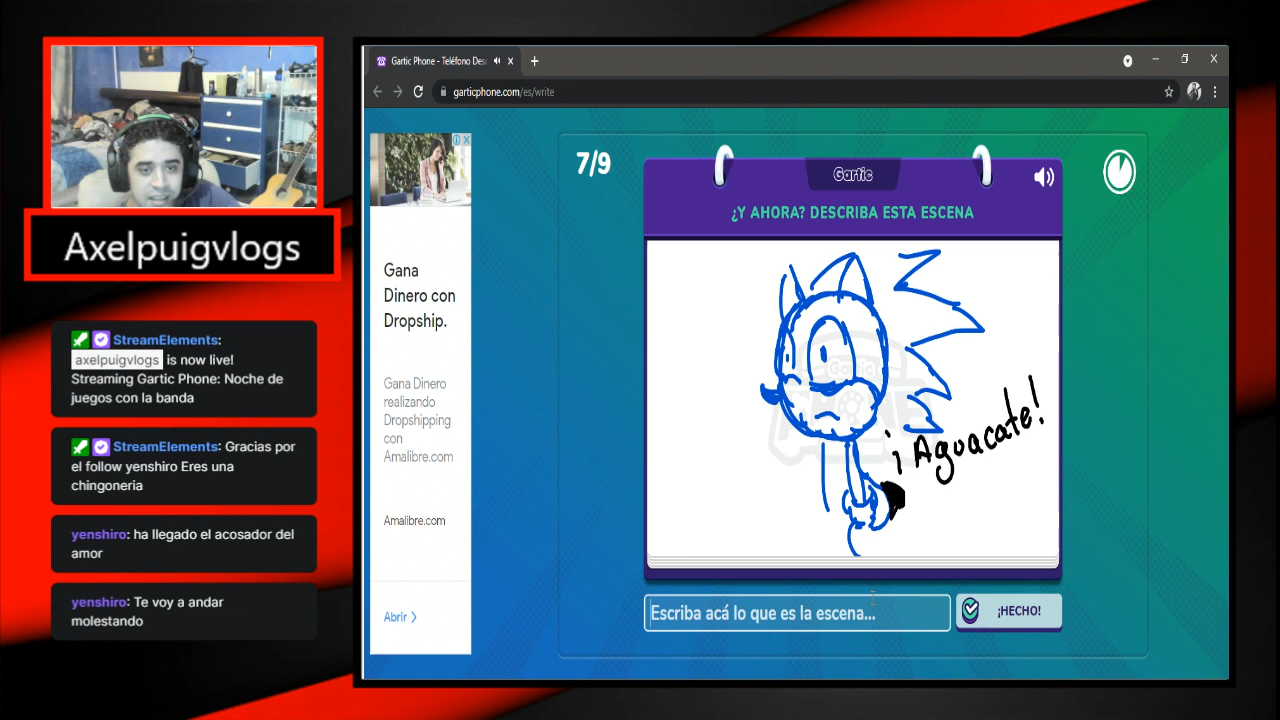 Axelpuigvlogs
StreamElements:
axelpuigvlogs is now live!
Streaming Gartic Phone: Noche de
juegos con la banda
StreamElements: Gracias por
el follow yenshiro Eres una
chingoneria
yenshiro: ha llegado el acosador del
amor
yenshiro: Te voy a andar
molestando
Gartic Phone - Teléfono Des
garticphone.com/es/write
Gana
Dinero con
Dropship.
Gana Dinero
realizando
Dropshipping
con
Amalibre.com
Amalibre.com
Abrir
7/9
Gartic
¿Y AHORA? DESCRIBA ESTA ESCENA
¡Aguacate!
Escriba acá lo que es la escena...
¡HECHO!